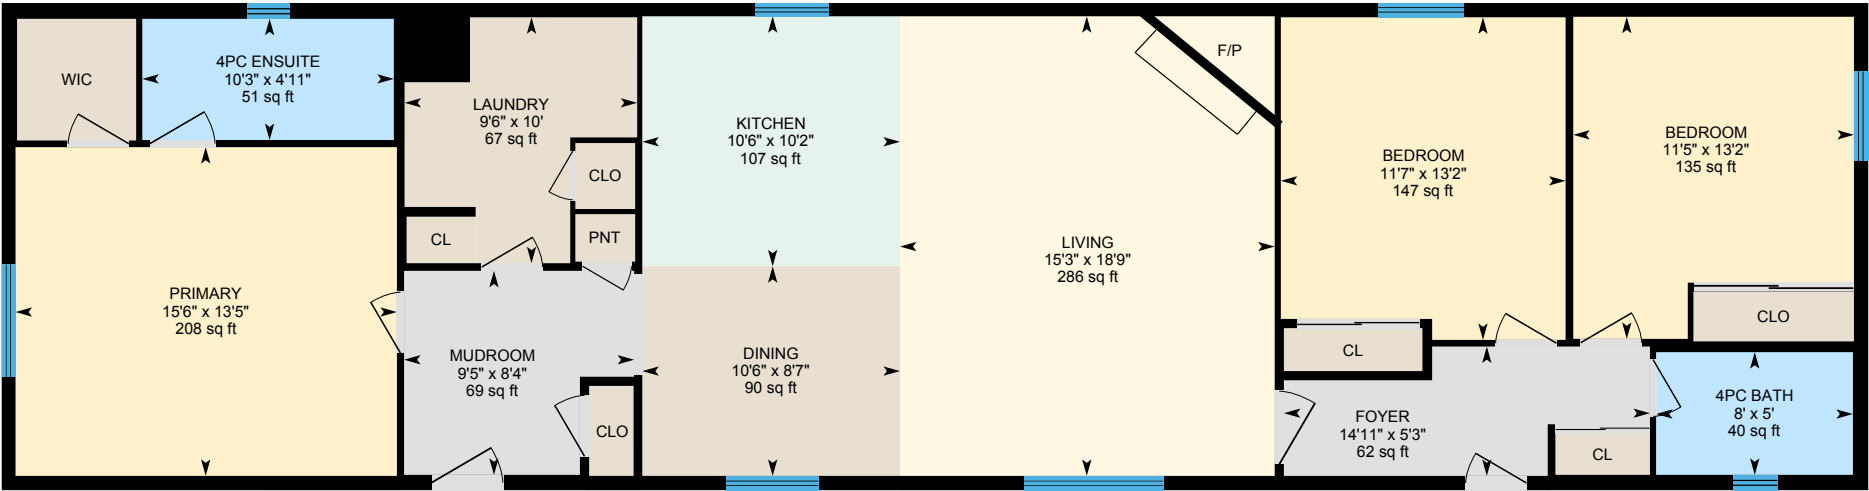 WIC
4PC ENSUITE
10'3" x 4'11"
51 sq ft
LAUNDRY
9'6" x 10'
67 sq ft
CLO
PNT
CL
PRIMARY
15'6" x 13'5"
208 sq ft
MUDROOM
9'5" x 8'4"
69 sq ft
CLO
KITCHEN
10'6" x 10'2"
107 sq ft
DINING
10'6" x 8'7"
90 sq ft
LIVING
15'3" x 18'9"
286 sq ft
F/P
BEDROOM
11'7" x 13'2"
147 sq ft
CL
BEDROOM
11'5" x 13'2"
135 sq ft
CLO
FOYER
14'11" x 5'3"
62 sq ft
CL
4PC BATH
8' x 5'
40 sq ft